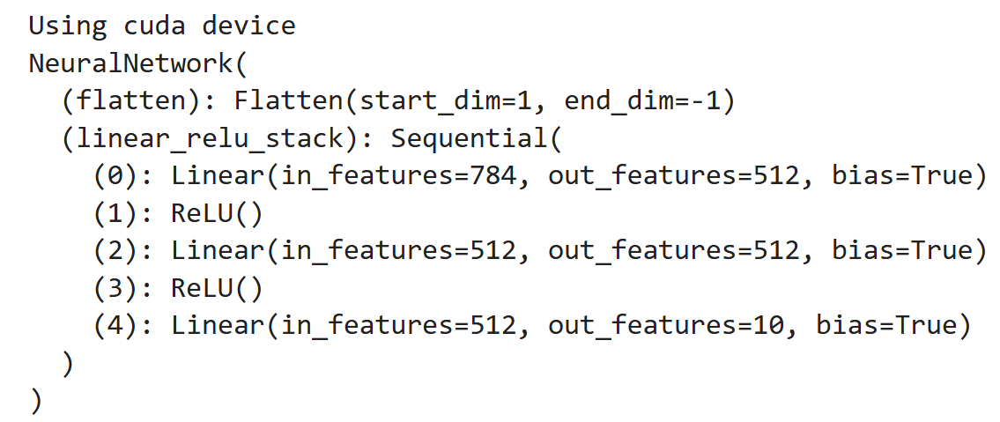 Using cuda device
NeuralNetwork(
  (flatten): Flatten(start_dim=1, end_dim=-1)
  (linear_relu_stack): Sequential(
    (0): Linear(in_features=784, out_features=512, bias=True)
    (1): ReLU()
    (2): Linear(in_features=512, out_features=512, bias=True)
    (3): ReLU()
    (4): Linear(in_features=512, out_features=10, bias=True)
  )
)